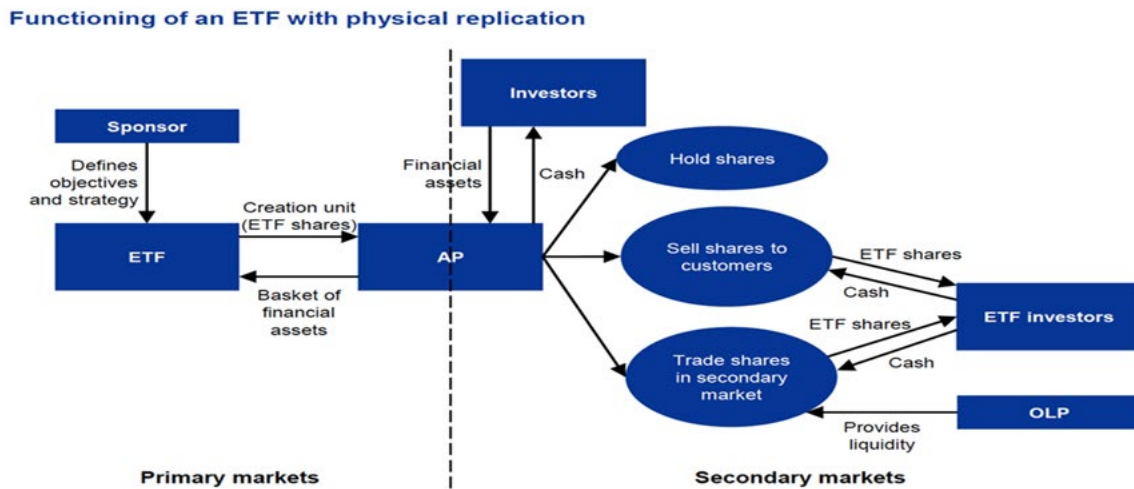 Functioning of an ETF with physical replication
Sponsor
Defines
objectives
and strategy
ETF
Creation unit
(ETF shares)
Basket of
financial
assets
AP
Investors
Financial
assets
Cash
Hold shares
Sell shares to
customers
ETF shares
Cash
ETF shares
Cash
Trade shares
in secondary
market
ETF investors
OLP
Provides
liquidity
Primary markets
Secondary markets